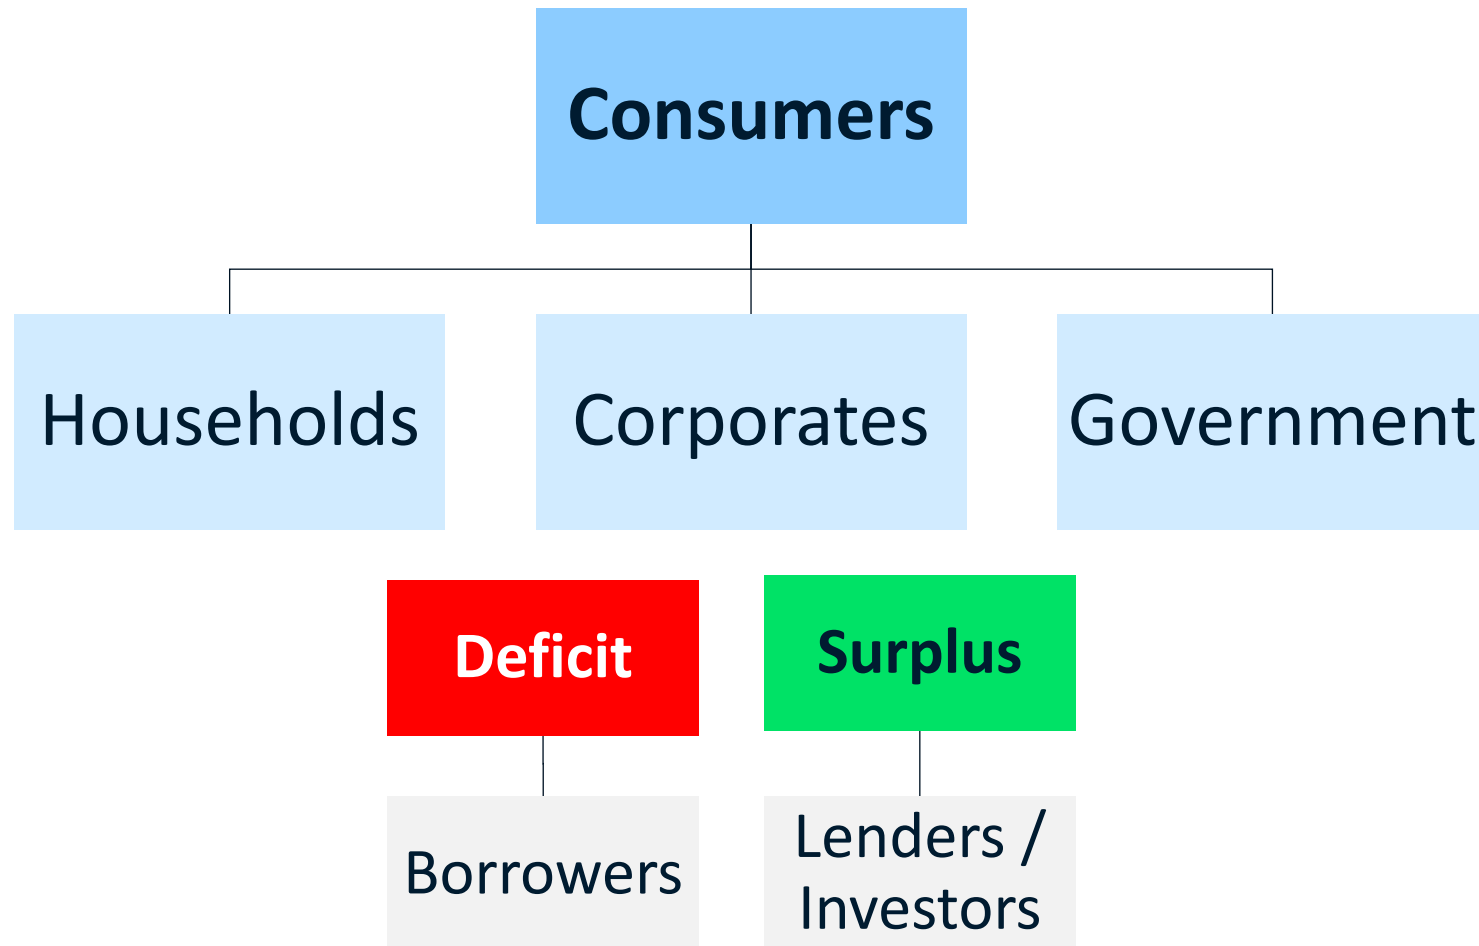 Consumers
Households
Corporates
Government
Deficit
Surplus
Borrowers
Lenders /
Investors